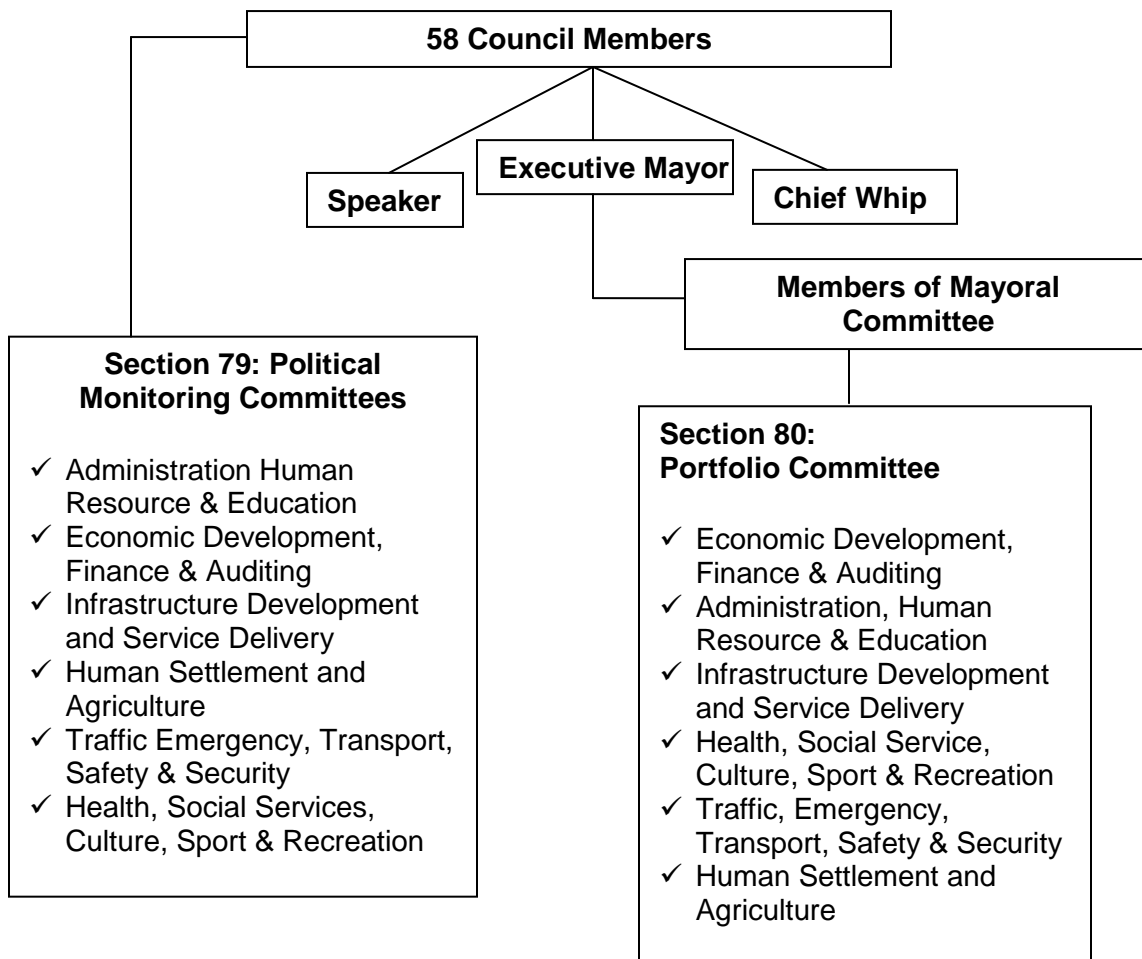 58 Council Members
Speaker
Executive Mayor
Chief Whip
Members of Mayoral
Committee
Section 79: Political
Monitoring Committees
✓ Administration Human
Resource & Education
✓ Economic Development,
Finance & Auditing
✓ Infrastructure Development
and Service Delivery
✓ Human Settlement and
Agriculture
✓ Traffic Emergency, Transport,
Safety & Security
✓ Health, Social Services,
Culture, Sport & Recreation
Section 80:
Portfolio Committee
✓ Economic Development,
Finance & Auditing
✓ Administration, Human
Resource & Education
✓ Infrastructure Development
and Service Delivery
✓ Health, Social Service,
Culture, Sport & Recreation
✓ Traffic, Emergency,
Transport, Safety & Security
✓ Human Settlement and
Agriculture